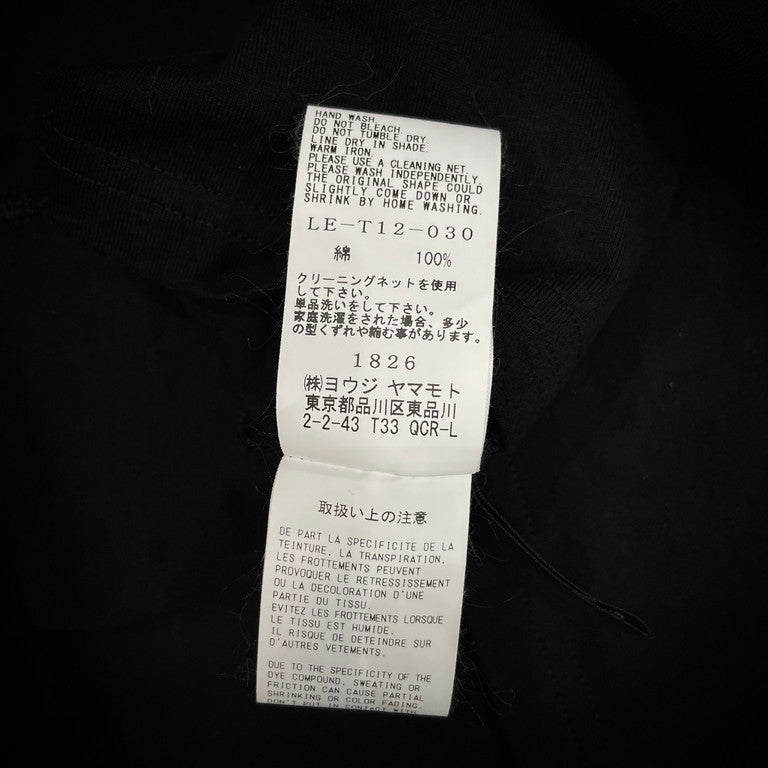 HAND WASH.
DO NOT BLEACH.
DO NOT TUMBLE DRY.
LINE DRY IN SHADE.
WARM IRON.
PLEASE USE A CLEANING NET.
PLEASE WASH INDEPENDENTLY.
THE ORIGINAL SHAPE COULD
SLIGHTLY COME DOWN OR
SHRINK BY HOME WASHING.
LE-T12-030
綿 100%
クリーニングネットを使用
して下さい。
単品洗いをして下さい。
家庭洗濯をされた場合、多少
の型くずれや縮む事があります。
1826
㈱ヨウジ ヤマモト
東京都品川区東品川
2-2-43 T33 QCR-L
取扱い上の注意
DE PART LA SPECIFICITE DE LA
TEINTURE, LA TRANSPIRATION,
LES FROTTEMENTS PEUVENT
PROVOQUER LE RETRESSISSEMENT
OU LA DECOLORATION D'UNE
PARTIE DU TISSU.
EVITEZ LES FROTTEMENTS LORSQUE
LE TISSU EST HUMIDE.
IL RISQUE DE DETEINDRE SUR
D'AUTRES VETEMENTS.
DUE TO THE SPECIFICITY OF THE
DYE COMPOUND, SWEATING OR
FRICTION CAN CAUSE PARTIAL
SHRINKING OR COLOR FADING.
DON'T PUT IN CONTACT WITH